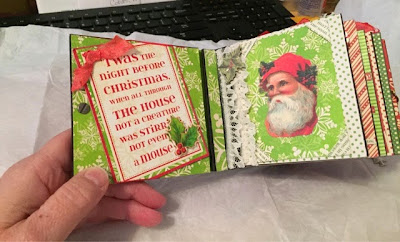 'Twas the
night before
Christmas,
when all through
the house
not a creature
was stirring
not even
a mouse.